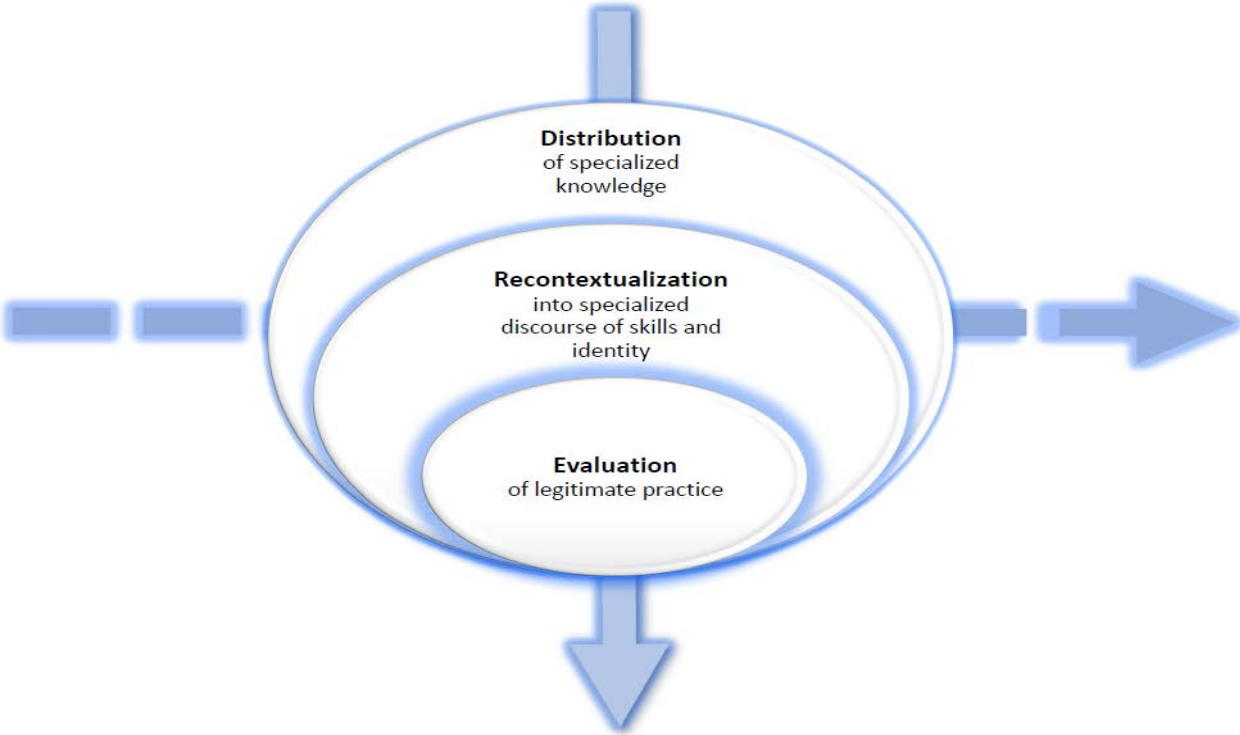 Distribution
of specialized
knowledge
Recontextualization
into specialized
discourse of skills and
identity
Evaluation
of legitimate practice